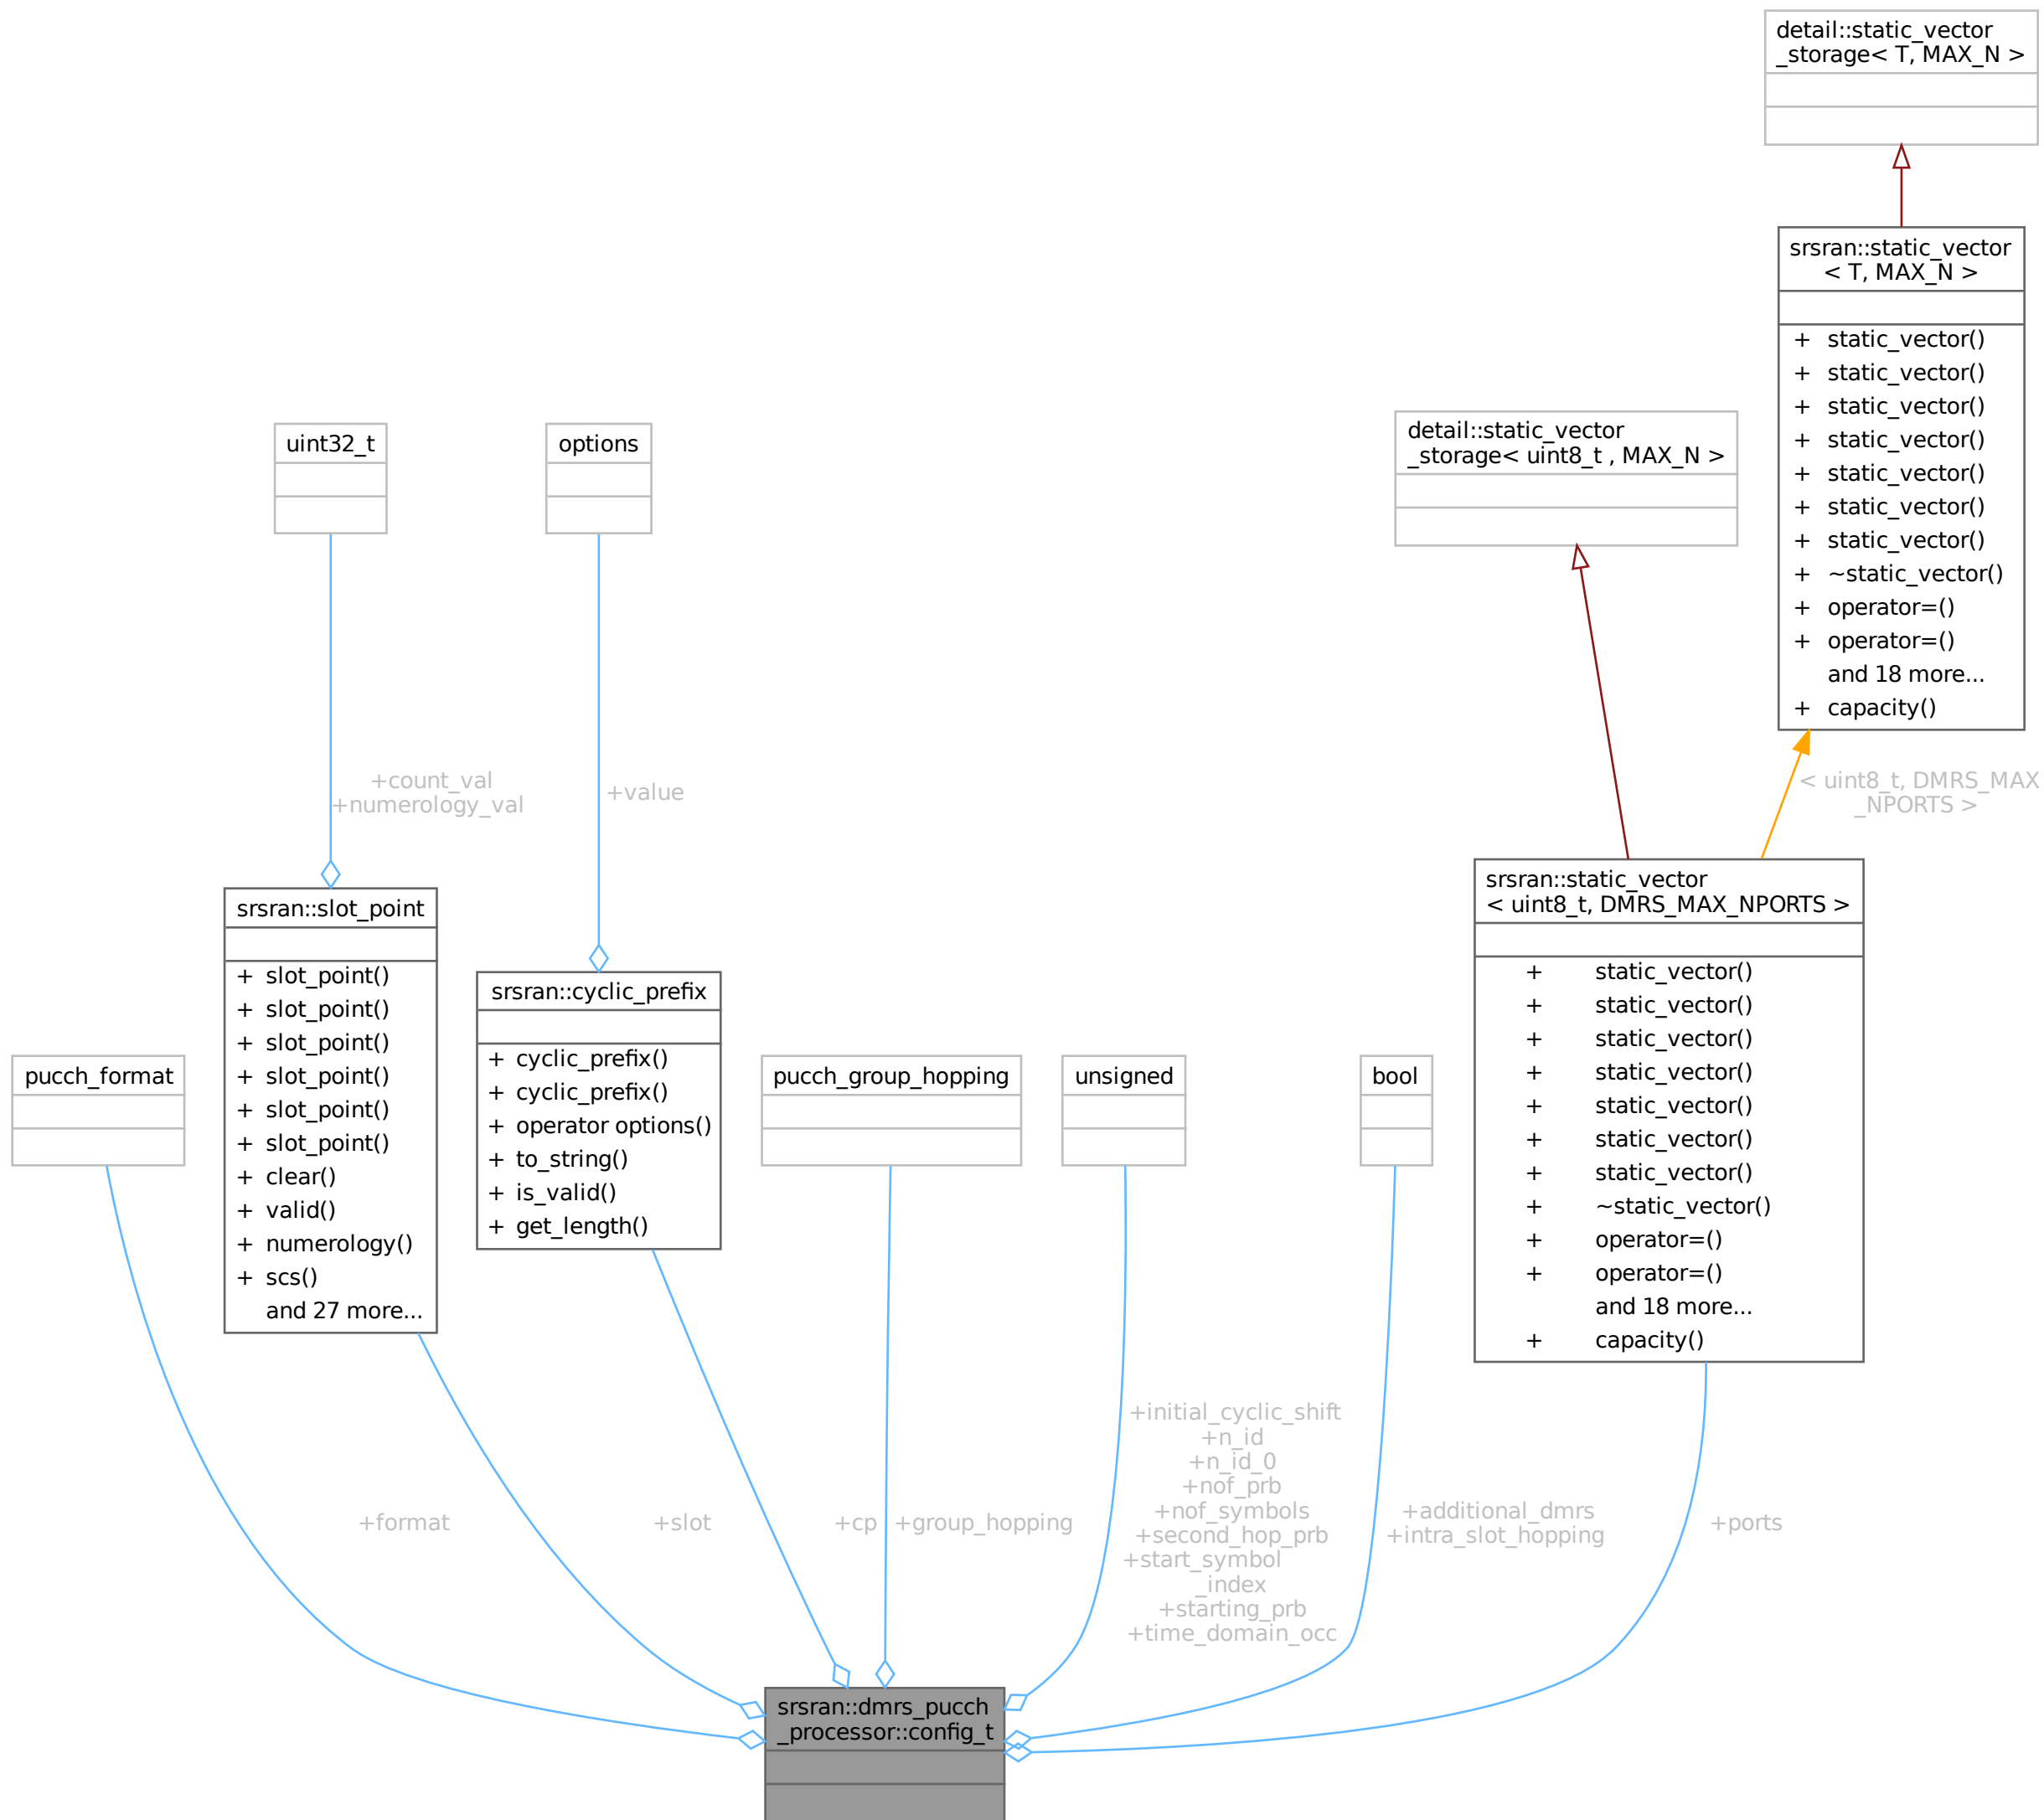 detail::static_vector
_storage< T, MAX_N >
srsran::static_vector
< T, MAX_N >
+ static_vector()
+ static_vector()
+ static_vector()
+ static_vector()
+ static_vector()
+ static_vector()
+ static_vector()
+ ~static_vector()
+ operator=()
+ operator=()
and 18 more...
+ capacity()
detail::static_vector
_storage< uint8_t , MAX_N >
uint32_t
options
+count_val
+numerology_val
+value
< uint8_t, DMRS_MAX
_NPORTS >
srsran::static_vector
< uint8_t, DMRS_MAX_NPORTS >
+ static_vector()
+ static_vector()
+ static_vector()
+ static_vector()
+ static_vector()
+ static_vector()
+ static_vector()
+ ~static_vector()
+ operator=()
+ operator=()
and 18 more...
+ capacity()
srsran::slot_point
+ slot_point()
+ slot_point()
+ slot_point()
+ slot_point()
+ slot_point()
+ slot_point()
+ clear()
+ valid()
+ numerology()
+ scs()
and 27 more...
srsran::cyclic_prefix
+ cyclic_prefix()
+ cyclic_prefix()
+ operator options()
+ to_string()
+ is_valid()
+ get_length()
pucch_format
pucch_group_hopping
unsigned
bool
+format
+slot
+cp
+group_hopping
+initial_cyclic_shift
+n_id
+n_id_0
+nof_prb
+nof_symbols
+second_hop_prb
+start_symbol
_index
+starting_prb
+time_domain_occ
+additional_dmrs
+intra_slot_hopping
+ports
srsran::dmrs_pucch
_processor::config_t